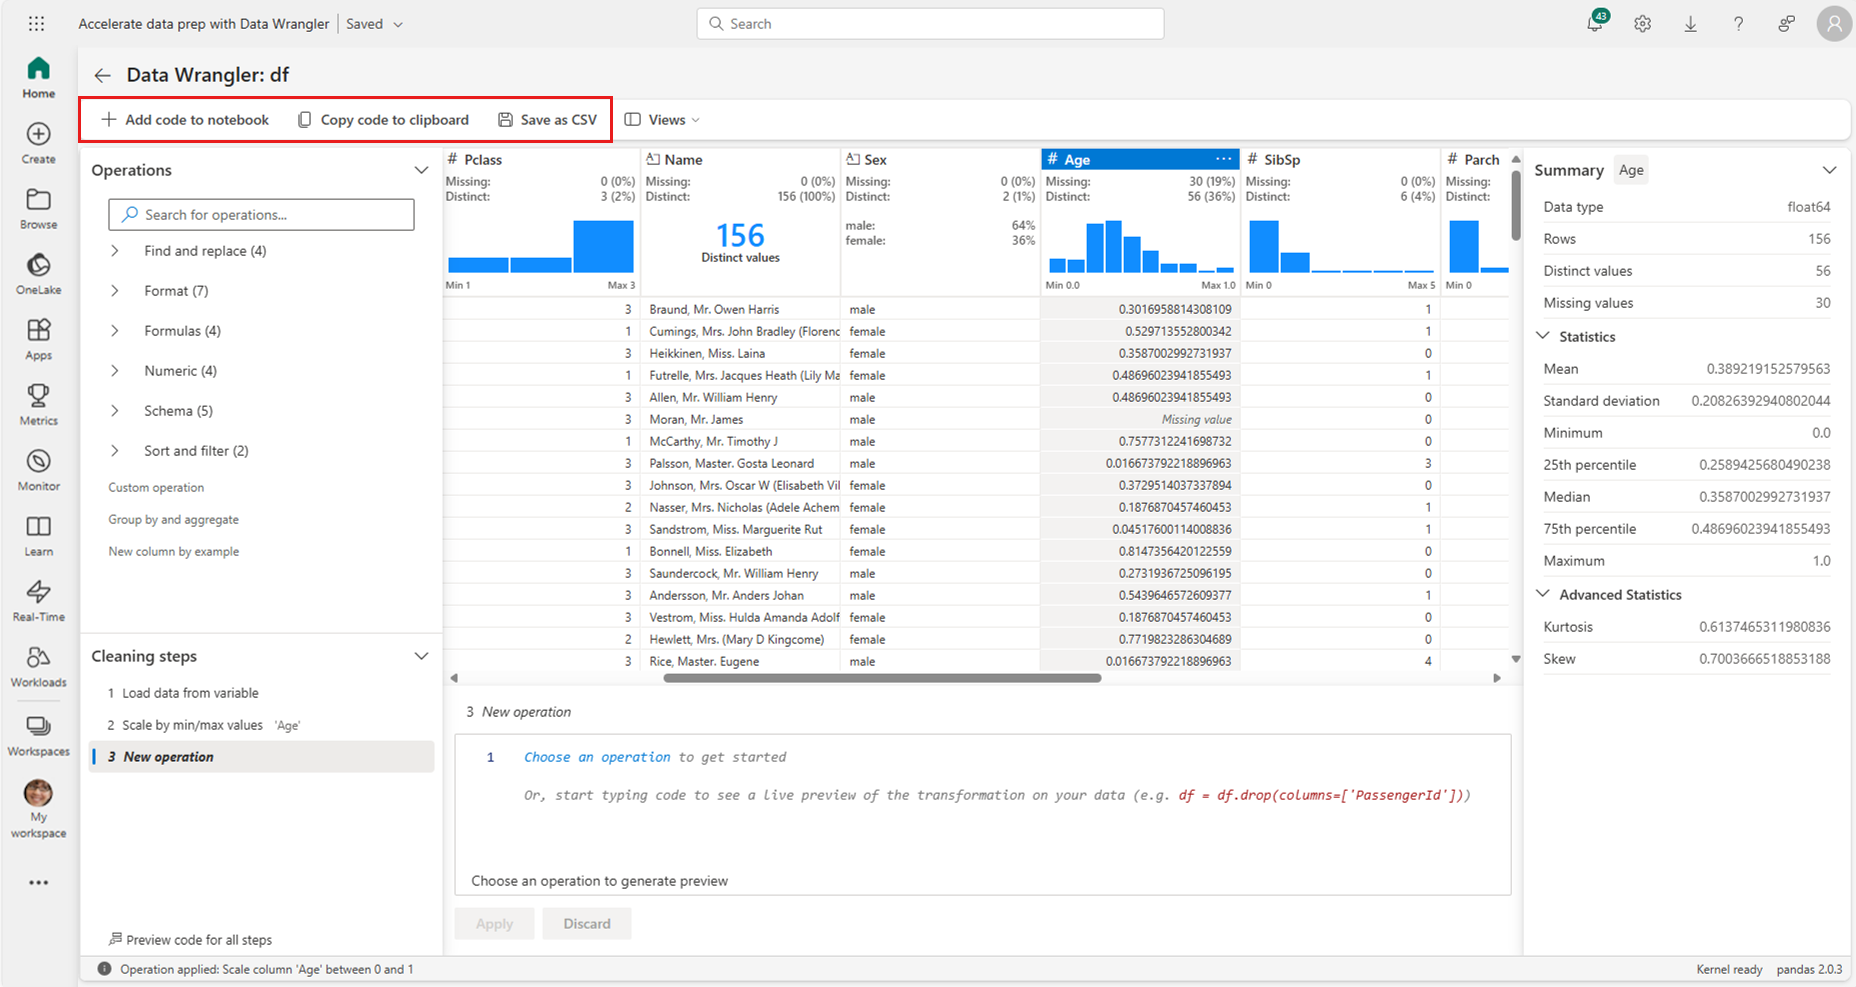 Accelerate data prep with Data Wrangler | Saved
Search
43
Home
Create
Browse
OneLake
Apps
Metrics
Monitor
Learn
Real-Time
Workloads
Workspaces
My
workspace
Data Wrangler: df
Add code to notebook
Copy code to clipboard
Save as CSV
Views
Operations
Search for operations...
Find and replace (4)
Format (7)
Formulas (4)
Numeric (4)
Schema (5)
Sort and filter (2)
Custom operation
Group by and aggregate
New column by example
Cleaning steps
1 Load data from variable
2 Scale by min/max values 'Age'
3 New operation
Preview code for all steps
# Pclass
Missing: 0 (0%)
Distinct: 3 (2%)
Min 1 Max 3
Name
Missing: 0 (0%)
Distinct: 156 (100%)
156
Distinct values
Sex
Missing: 0 (0%)
Distinct: 2 (1%)
male: 64%
female: 36%
# Age ...
Missing: 30 (19%)
Distinct: 56 (36%)
Min 0.0 Max 1.0
# SibSp
Missing: 0 (0%)
Distinct: 6 (4%)
Min 0 Max 5
# Parch
Missing:
Distinct:
Min 0
3 Braund, Mr. Owen Harris male 0.3016958814308109 1
1 Cumings, Mrs. John Bradley (Florenc female 0.529713552800342 1
3 Heikkinen, Miss. Laina female 0.3587002992731937 0
1 Futrelle, Mrs. Jacques Heath (Lily Ma female 0.48696023941855493 1
3 Allen, Mr. William Henry male 0.48696023941855493 0
3 Moran, Mr. James male Missing value 0
1 McCarthy, Mr. Timothy J male 0.7577312241698732 0
3 Palsson, Master. Gosta Leonard male 0.016673792218896963 3
3 Johnson, Mrs. Oscar W (Elisabeth Vil female 0.3729514037337894 0
2 Nasser, Mrs. Nicholas (Adele Achem female 0.1876870457460453 1
3 Sandstrom, Miss. Marguerite Rut female 0.04517600114008836 1
1 Bonnell, Miss. Elizabeth female 0.8147356420122559 0
3 Saundercock, Mr. William Henry male 0.2731936725096195 0
3 Andersson, Mr. Anders Johan male 0.5439646572609377 1
3 Vestrom, Miss. Hulda Amanda Adolf female 0.1876870457460453 0
2 Hewlett, Mrs. (Mary D Kingcome) female 0.7719823286304689 0
3 Rice, Master. Eugene male 0.016673792218896963 4
3 New operation
1 Choose an operation to get started
Or, start typing code to see a live preview of the transformation on your data (e.g. df = df.drop(columns=['PassengerId']))
Choose an operation to generate preview
Apply
Discard
Summary Age
Data type float64
Rows 156
Distinct values 56
Missing values 30
Statistics
Mean 0.389219152579563
Standard deviation 0.20826392940802044
Minimum 0.0
25th percentile 0.2589425680490238
Median 0.3587002992731937
75th percentile 0.48696023941855493
Maximum 1.0
Advanced Statistics
Kurtosis 0.6137465311980836
Skew 0.7003666518853188
Operation applied: Scale column 'Age' between 0 and 1
Kernel ready pandas 2.0.3